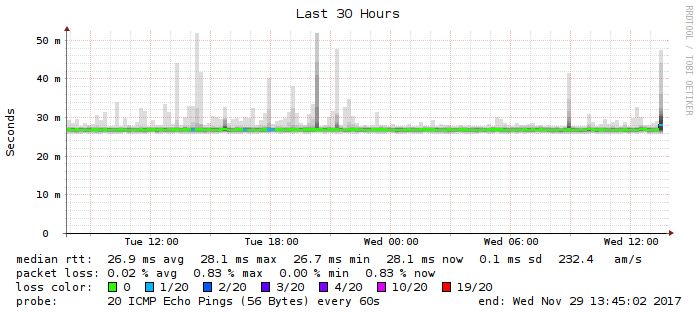 Last 30 Hours
RRDTOOL / TOBI OETIKER
Seconds
50 m
40 m
30 m
20 m
10 m
0
Tue 12:00 Tue 18:00 Wed 00:00 Wed 06:00 Wed 12:00
median rtt: 26.9 ms avg 28.1 ms max 26.7 ms min 28.1 ms now 0.1 ms sd 232.4 am/s
packet loss: 0.02 % avg 0.83 % max 0.00 % min 0.83 % now
loss color: 0 1/20 2/20 3/20 4/20 10/20 19/20
probe: 20 ICMP Echo Pings (56 Bytes) every 60s end: Wed Nov 29 13:45:02 2017